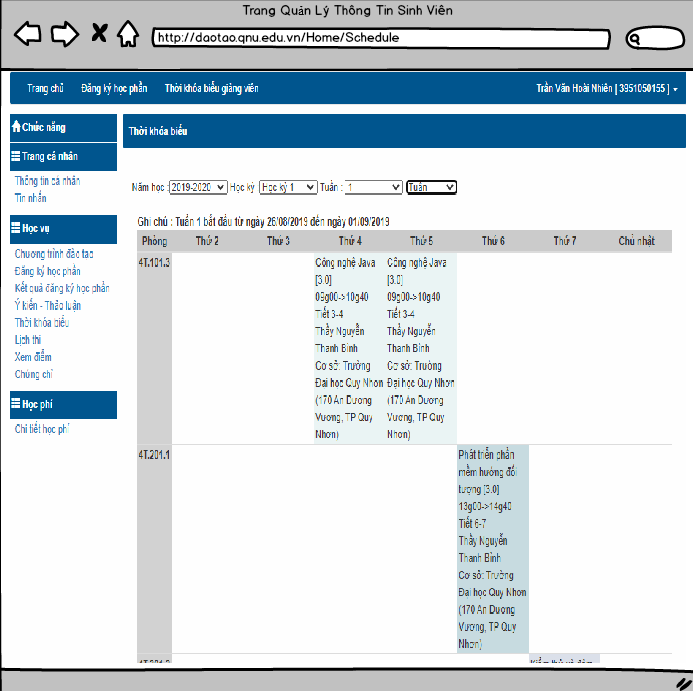 Trang Quản Lý Thông Tin Sinh Viên
http://daotao.qnu.edu.vn/Home/Schedule
Trang chủ Đăng ký học phần Thời khóa biểu giảng viên Trần Văn Hoài Nhiên [ 3951050155 ]
Chức năng
Trang cá nhân
Thông tin cá nhân
Tin nhắn
Học vụ
Chương trình đào tạo
Đăng ký học phần
Kết quả đăng ký học phần
Ý kiến - Thảo luận
Thời khóa biểu
Lịch thi
Xem điểm
Chứng chỉ
Học phí
Chi tiết học phí
Thời khóa biểu
Năm học : 2019-2020 Học kỳ Học kỳ 1 Tuần : 1 Tuần
Ghi chú : Tuần 1 bắt đầu từ ngày 26/08/2019 đến ngày 01/09/2019
Phòng Thứ 2 Thứ 3 Thứ 4 Thứ 5 Thứ 6 Thứ 7 Chủ nhật
4T.101.3
Công nghệ Java
[3.0]
09g00->10g40
Tiết 3-4
Thầy Nguyễn
Thanh Bình
Cơ sở: Trường
Đại học Quy Nhơn
(170 An Dương
Vương, TP Quy
Nhơn)
Công nghệ Java
[3.0]
09g00->10g40
Tiết 3-4
Thầy Nguyễn
Thanh Bình
Cơ sở: Trường
Đại học Quy Nhơn
(170 An Dương
Vương, TP Quy
Nhơn)
4T.201.1
Phát triển phần
mềm hướng đối
tượng [3.0]
13g00->14g40
Tiết 6-7
Thầy Nguyễn
Thanh Bình
Cơ sở: Trường
Đại học Quy Nhơn
(170 An Dương
Vương, TP Quy
Nhơn)